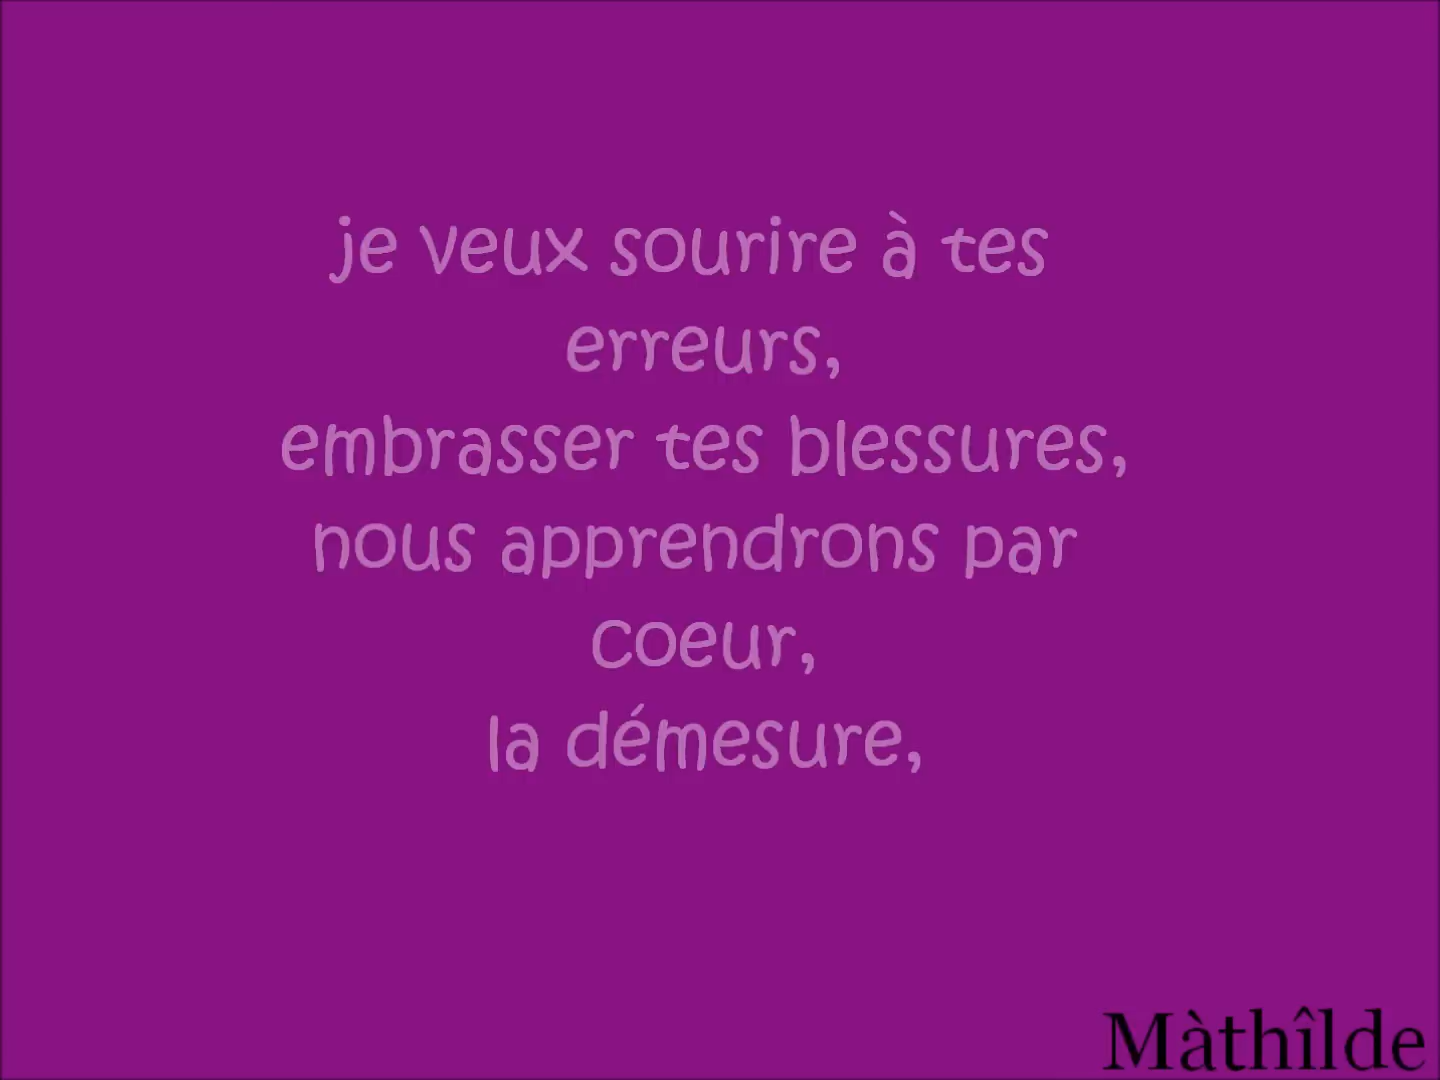 je veux sourire à tes
erreurs,
embrasser tes blessures,
nous apprendrons par
coeur,
la démesure,
Màthîlde